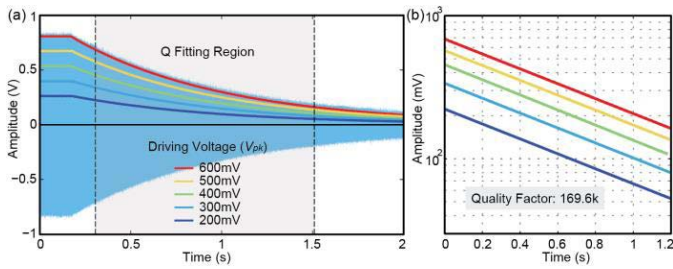 (a)
1
0.5
0
−0.5
−1
Amplitude (V)
Q Fitting Region
Driving Voltage (Vpk)
600mV
500mV
400mV
300mV
200mV
0 0.5 1 1.5 2
Time (s)
(b)
10³
10²
Amplitude (mV)
Quality Factor: 169.6k
0.0 0.2 0.4 0.6 0.8 1.0 1.2
Time (s)